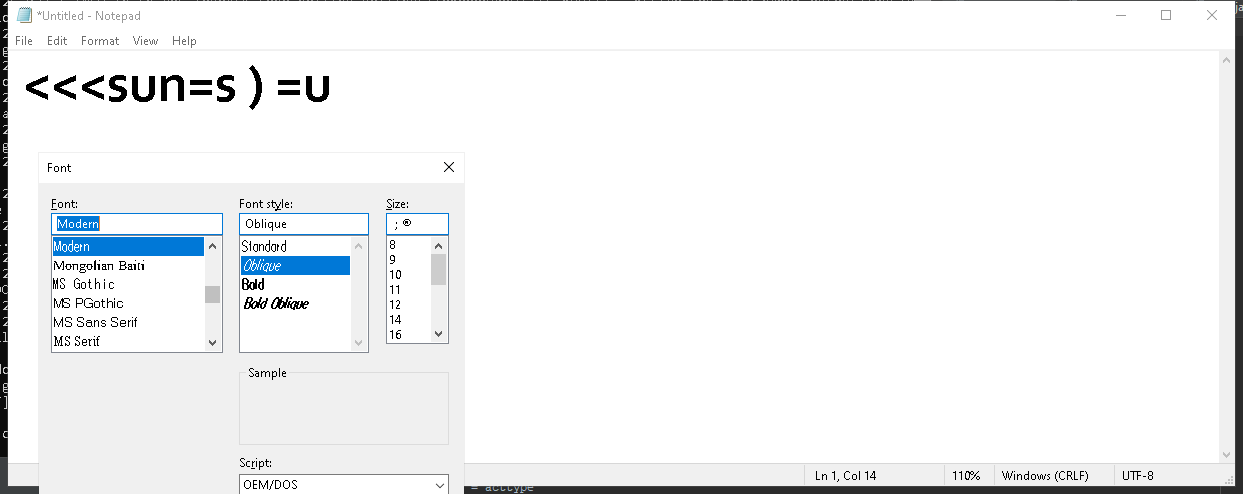 *Untitled - Notepad
File Edit Format View Help
<<<sun=s ) =u
Font
Font: Font style: Size:
Modern Oblique ; ®
Modern Standard 8
Mongolian Baiti Oblique 9
MS Gothic Bold 10
MS PGothic Bold Oblique 11
MS Sans Serif 12
MS Serif 14
16
Sample
Script:
OEM/DOS
Ln 1, Col 14 110% Windows (CRLF) UTF-8
= acctype